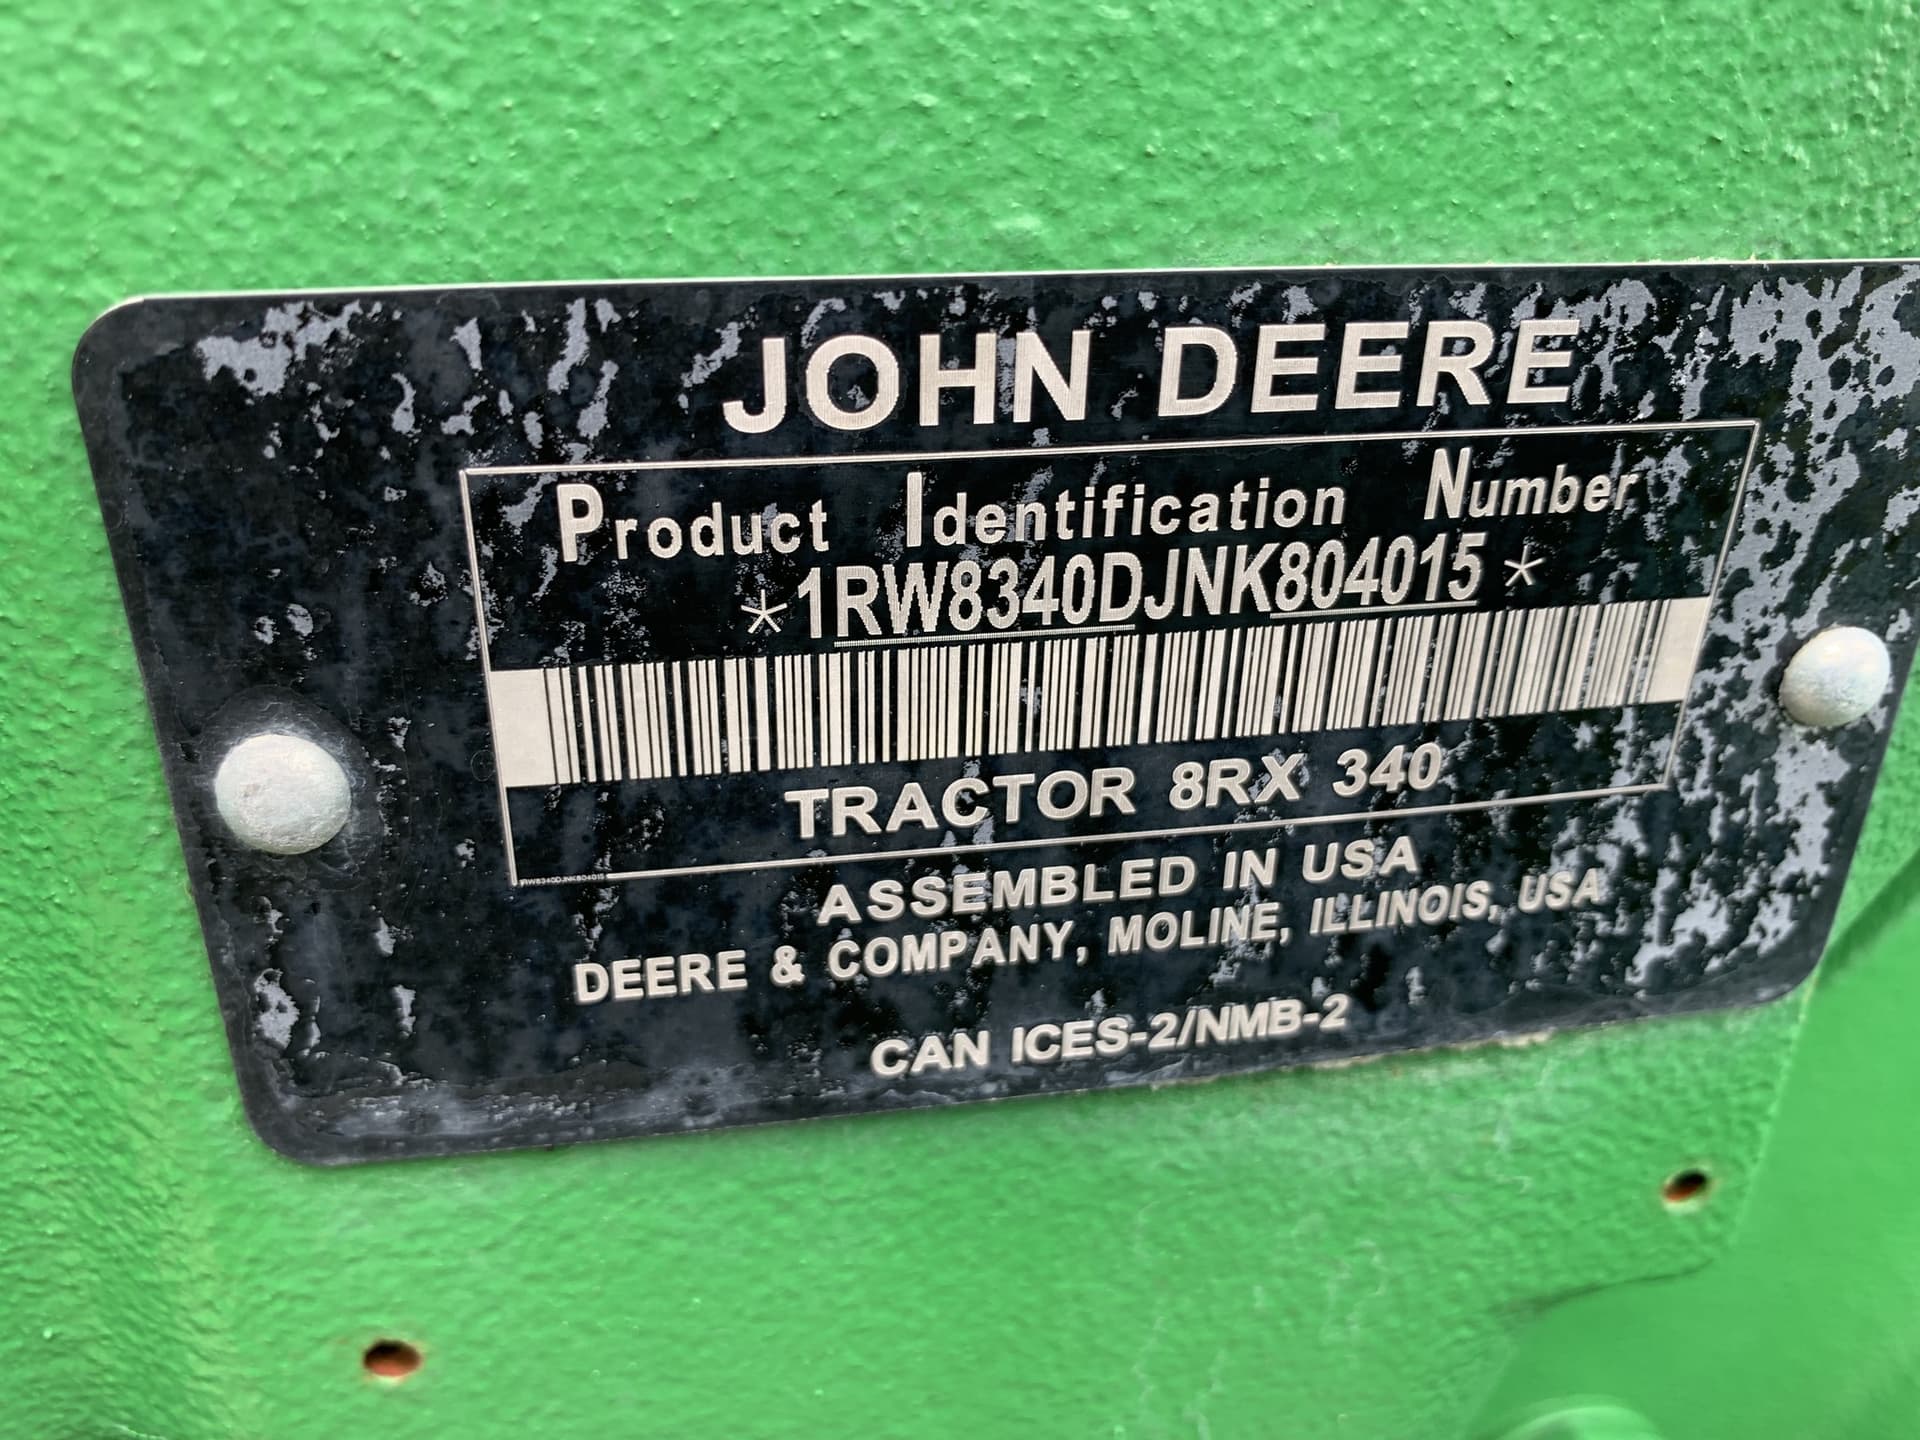 JOHN DEERE
Product Identification Number
*1RW8340DJNK804015*
TRACTOR 8RX 340
1RW8340DJNK804015
ASSEMBLED IN USA
DEERE & COMPANY, MOLINE, ILLINOIS, USA
CAN ICES-2/NMB-2